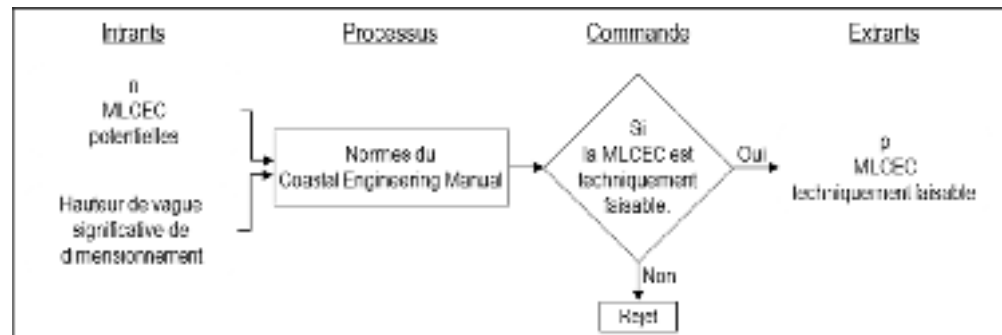 Intrants
Processus
Commande
Extrants
n
MLCEC
potentielles
Hauteur de vague
significative de
dimensionnement
Normes du
Coastal Engineering Manual
Si
la MLCEC est
techniquement
faisable.
Oui
Non
Rejet
p
MLCEC
techniquement faisable